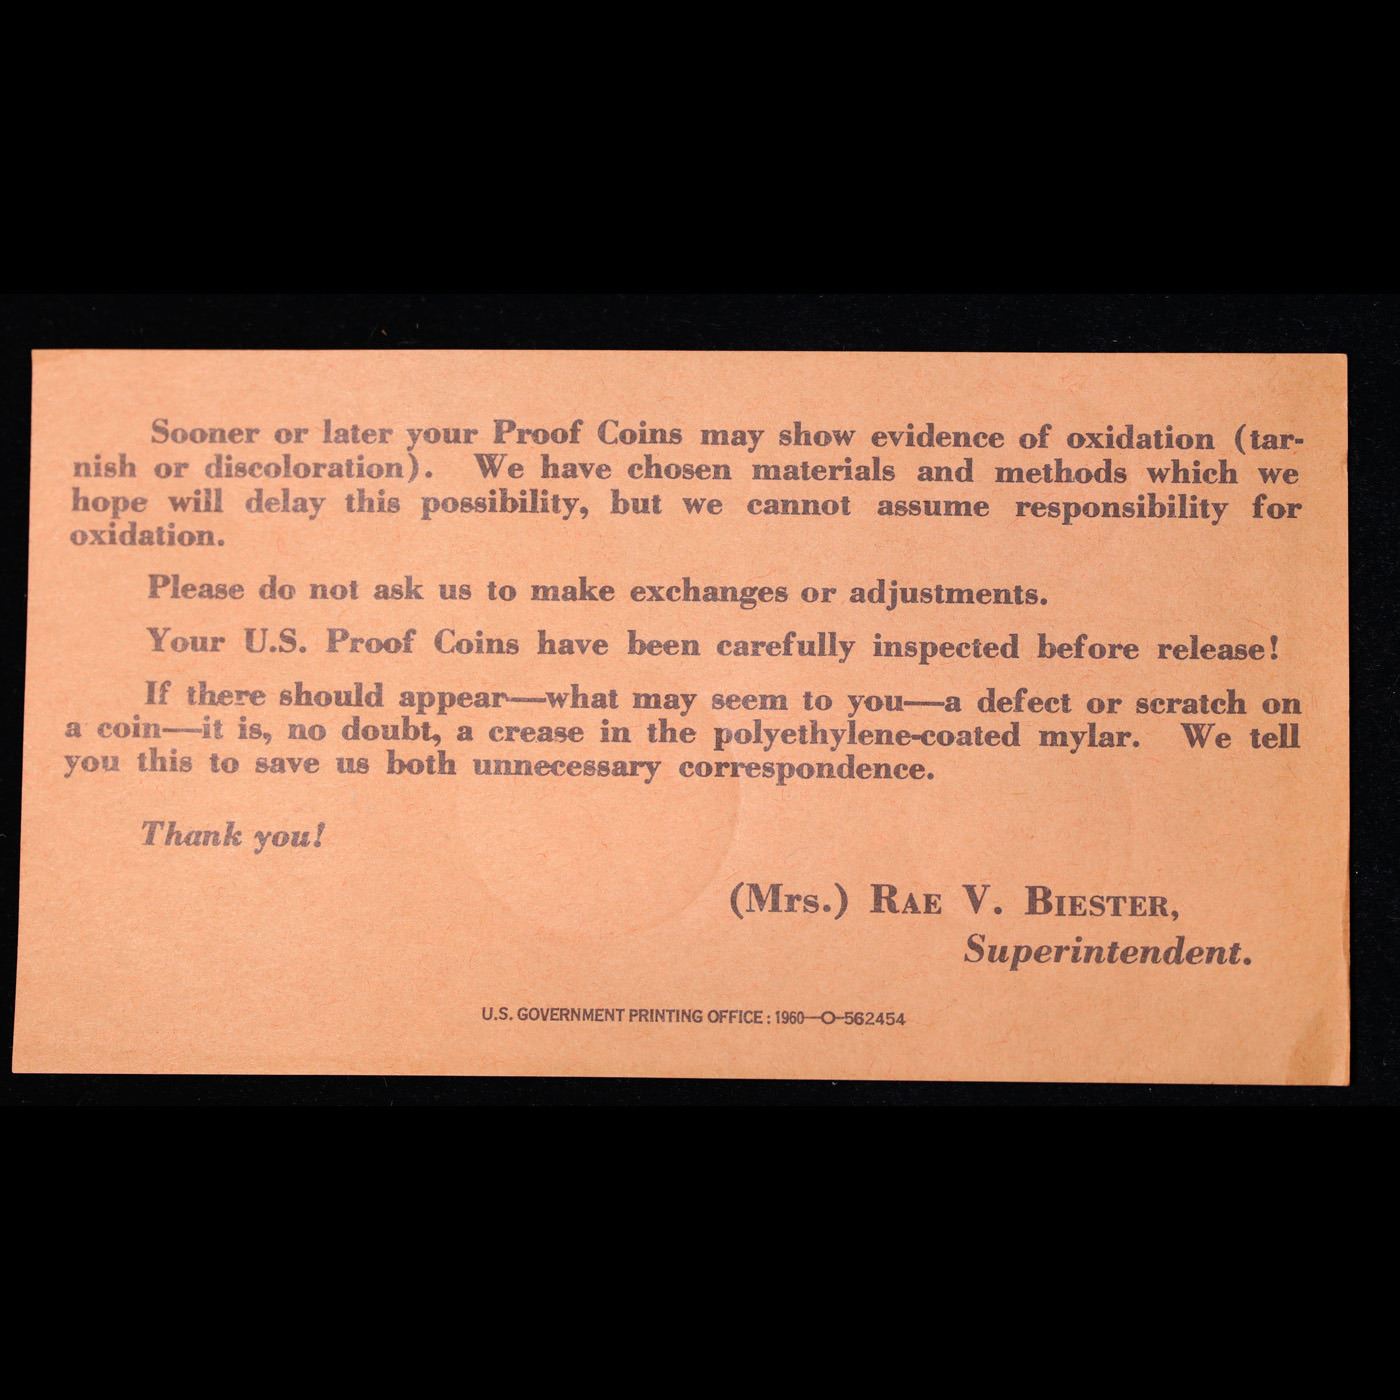 Sooner or later your Proof Coins may show evidence of oxidation (tar-
nish or discoloration). We have chosen materials and methods which we
hope will delay this possibility, but we cannot assume responsibility for
oxidation.
Please do not ask us to make exchanges or adjustments.
Your U.S. Proof Coins have been carefully inspected before release!
If there should appear—what may seem to you—a defect or scratch on
a coin—it is, no doubt, a crease in the polyethylene-coated mylar. We tell
you this to save us both unnecessary correspondence.
Thank you!
(Mrs.) RAE V. BIESTER,
Superintendent.
U.S. GOVERNMENT PRINTING OFFICE : 1960—O-562454